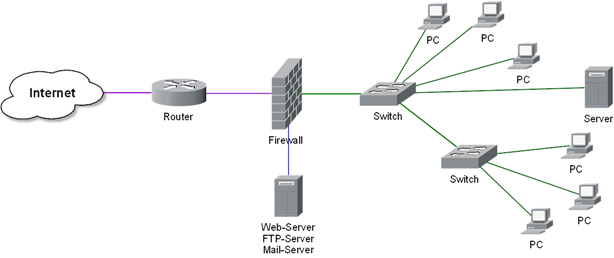 PC
PC
PC
Internet
Router
Firewall
Switch
Server
PC
Switch
PC
PC
Web-Server
FTP-Server
Mail-Server